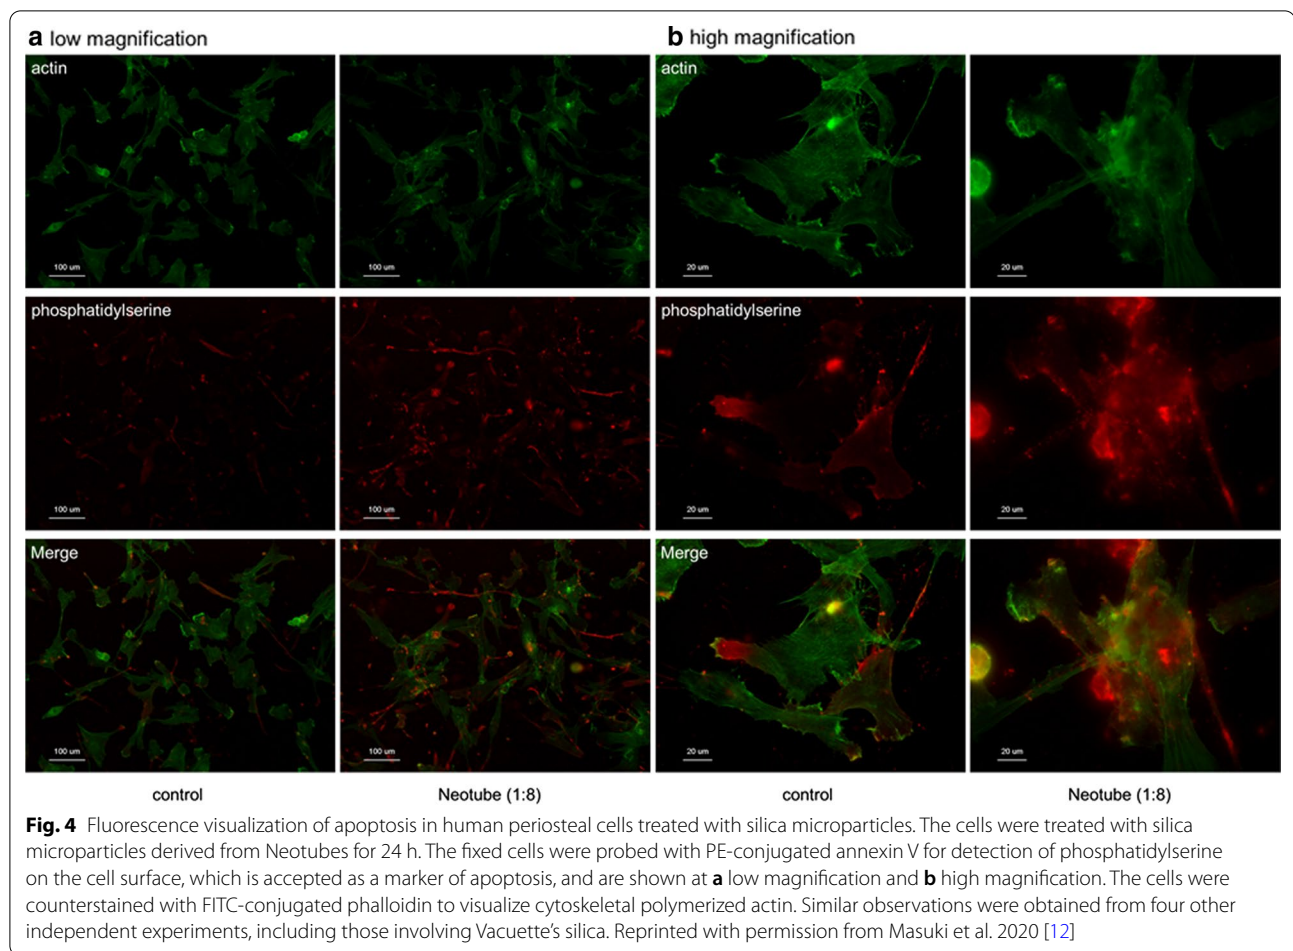 a low magnification
b high magnification
actin
actin
100 um
100 um
20 um
20 um
phosphatidylserine
phosphatidylserine
100 um
100 um
20 um
20 um
Merge
Merge
100 um
100 um
20 um
20 um
control
Neotube (1:8)
control
Neotube (1:8)
Fig. 4 Fluorescence visualization of apoptosis in human periosteal cells treated with silica microparticles. The cells were treated with silica
microparticles derived from Neotubes for 24 h. The fixed cells were probed with PE-conjugated annexin V for detection of phosphatidylserine
on the cell surface, which is accepted as a marker of apoptosis, and are shown at a low magnification and b high magnification. The cells were
counterstained with FITC-conjugated phalloidin to visualize cytoskeletal polymerized actin. Similar observations were obtained from four other
independent experiments, including those involving Vacuette's silica. Reprinted with permission from Masuki et al. 2020 [12]